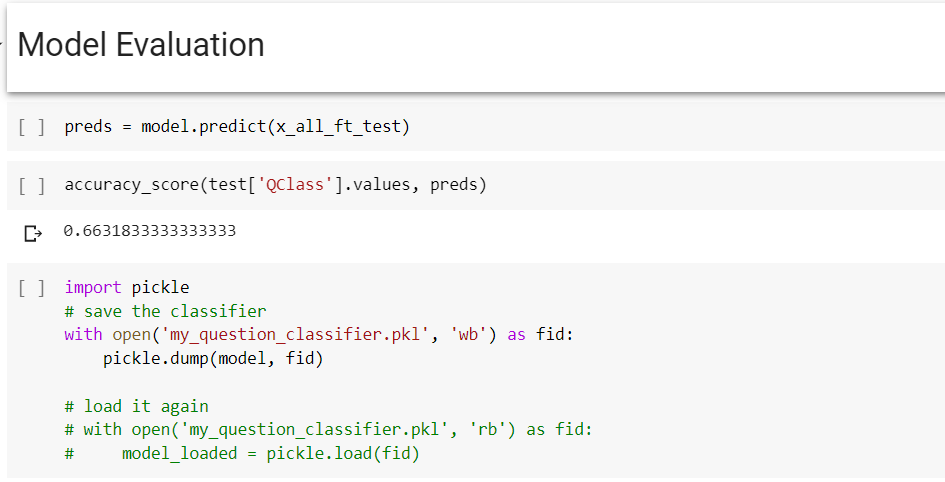 Model Evaluation
[ ] preds = model.predict(x_all_ft_test)
[ ] accuracy_score(test['QClass'].values, preds)
0.6631833333333333
[ ] import pickle
# save the classifier
with open('my_question_classifier.pkl', 'wb') as fid:
    pickle.dump(model, fid)
# load it again
# with open('my_question_classifier.pkl', 'rb') as fid:
#     model_loaded = pickle.load(fid)